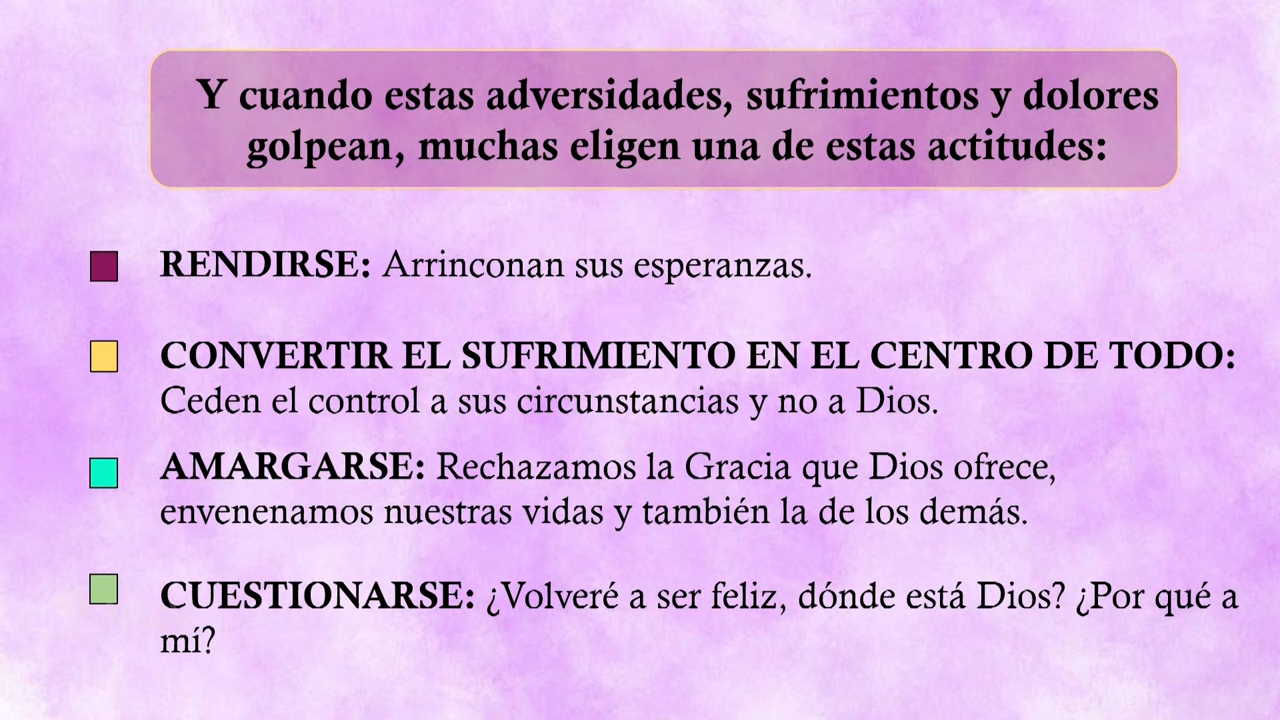 Y cuando estas adversidades, sufrimientos y dolores
golpean, muchas eligen una de estas actitudes:
RENDIRSE: Arrinconan sus esperanzas.
CONVERTIR EL SUFRIMIENTO EN EL CENTRO DE TODO:
Ceden el control a sus circunstancias y no a Dios.
AMARGARSE: Rechazamos la Gracia que Dios ofrece,
envenenamos nuestras vidas y también la de los demás.
CUESTIONARSE: ¿Volveré a ser feliz, dónde está Dios? ¿Por qué a
mí?